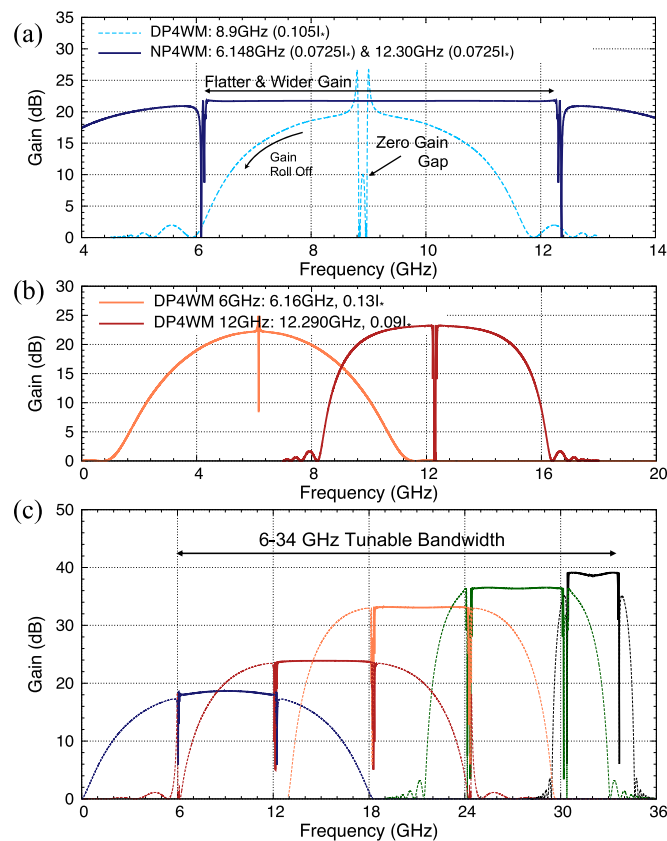 (a)
35
30
25
20
15
10
5
0
Gain (dB)
DP4WM: 8.9GHz (0.105I*)
NP4WM: 6.148GHz (0.0725I*) & 12.30GHz (0.0725I*)
Flatter & Wider Gain
Gain
Roll Off
Zero Gain
Gap
4 6 8 10 12 14
Frequency (GHz)
(b)
30
25
20
15
10
5
0
Gain (dB)
DP4WM 6GHz: 6.16GHz, 0.13I*
DP4WM 12GHz: 12.290GHz, 0.09I*
0 4 8 12 16 20
Frequency (GHz)
(c)
50
40
30
20
10
0
Gain (dB)
6-34 GHz Tunable Bandwidth
0 6 12 18 24 30 36
Frequency (GHz)